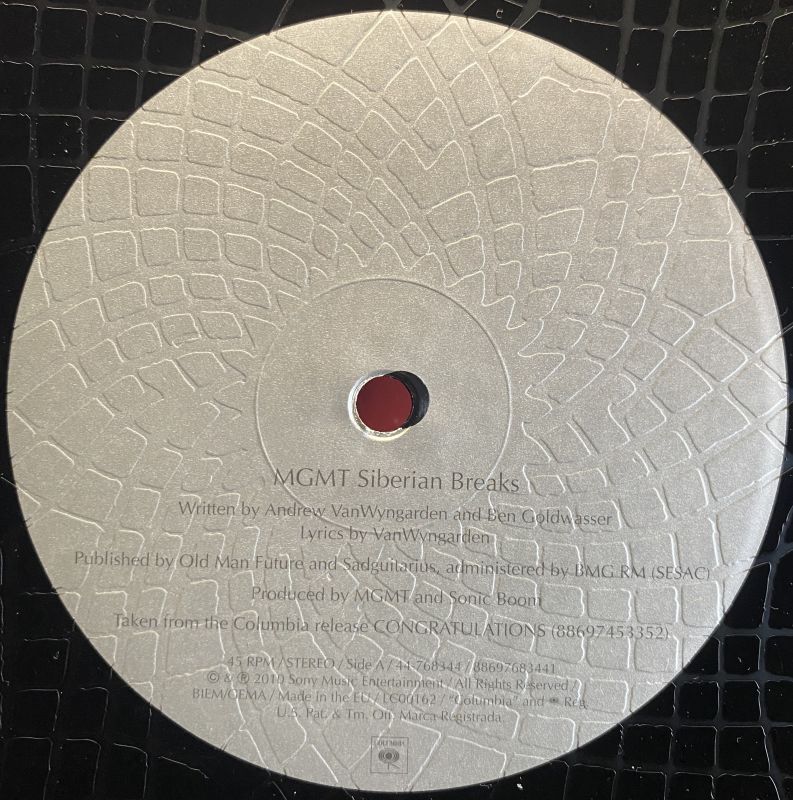 MGMT Siberian Breaks
Written by Andrew VanWyngarden and Ben Goldwasser
Lyrics by VanWyngarden
Published by Old Man Future and Sadguitarius, administered by BMG RM (SESAC)
Produced by MGMT and Sonic Boom
Taken from the Columbia release CONGRATULATIONS (88697453352)
45 RPM / STEREO / Side A / 44-768344 / 88697683441
© & ℗ 2010 Sony Music Entertainment / All Rights Reserved /
BIEM/GEMA / Made in the EU / LC00162 / "Columbia" and Reg.
U.S. Pat. & Tm. Off. Marca Registrada
COLUMBIA